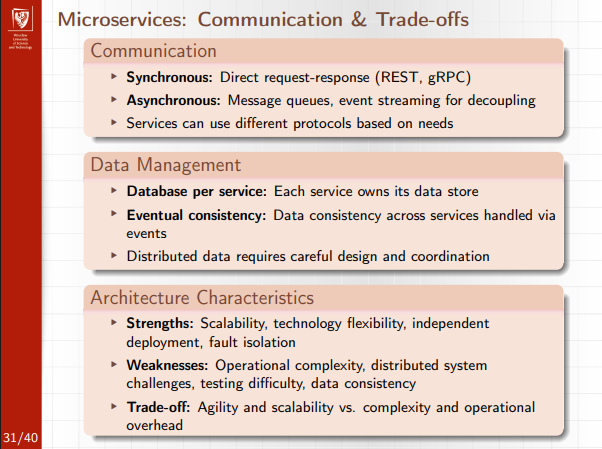 Microservices: Communication & Trade-offs
Wrocław
University
of Science
and Technology
Communication
Synchronous: Direct request-response (REST, gRPC)
Asynchronous: Message queues, event streaming for decoupling
Services can use different protocols based on needs
Data Management
Database per service: Each service owns its data store
Eventual consistency: Data consistency across services handled via
events
Distributed data requires careful design and coordination
Architecture Characteristics
Strengths: Scalability, technology flexibility, independent
deployment, fault isolation
Weaknesses: Operational complexity, distributed system
challenges, testing difficulty, data consistency
Trade-off: Agility and scalability vs. complexity and operational
overhead
31/40